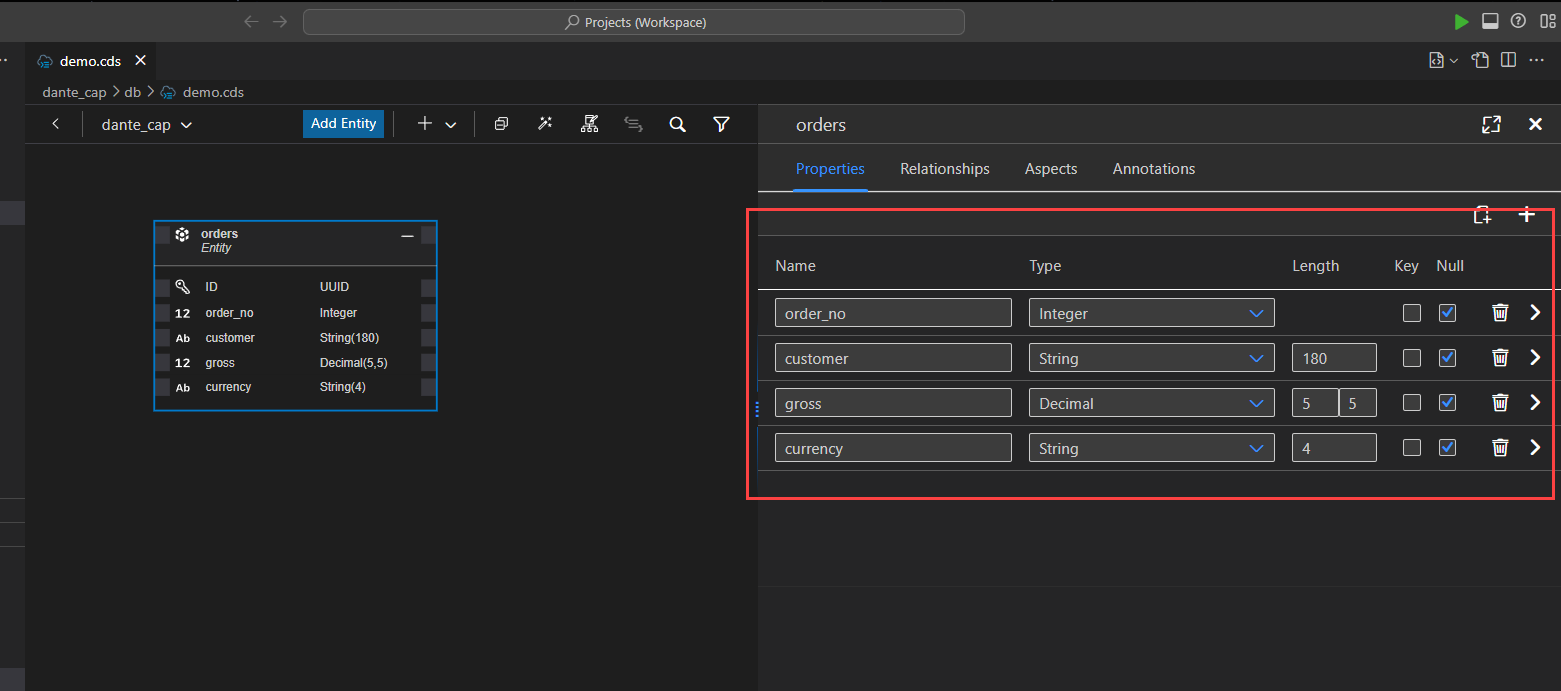 Projects (Workspace)
demo.cds
dante_cap > db > demo.cds
dante_cap
Add Entity
orders
Entity
ID UUID
12 order_no Integer
Ab customer String(180)
12 gross Decimal(5,5)
Ab currency String(4)
orders
Properties Relationships Aspects Annotations
Name Type Length Key Null
order_no Integer
customer String 180
gross Decimal 5 5
currency String 4